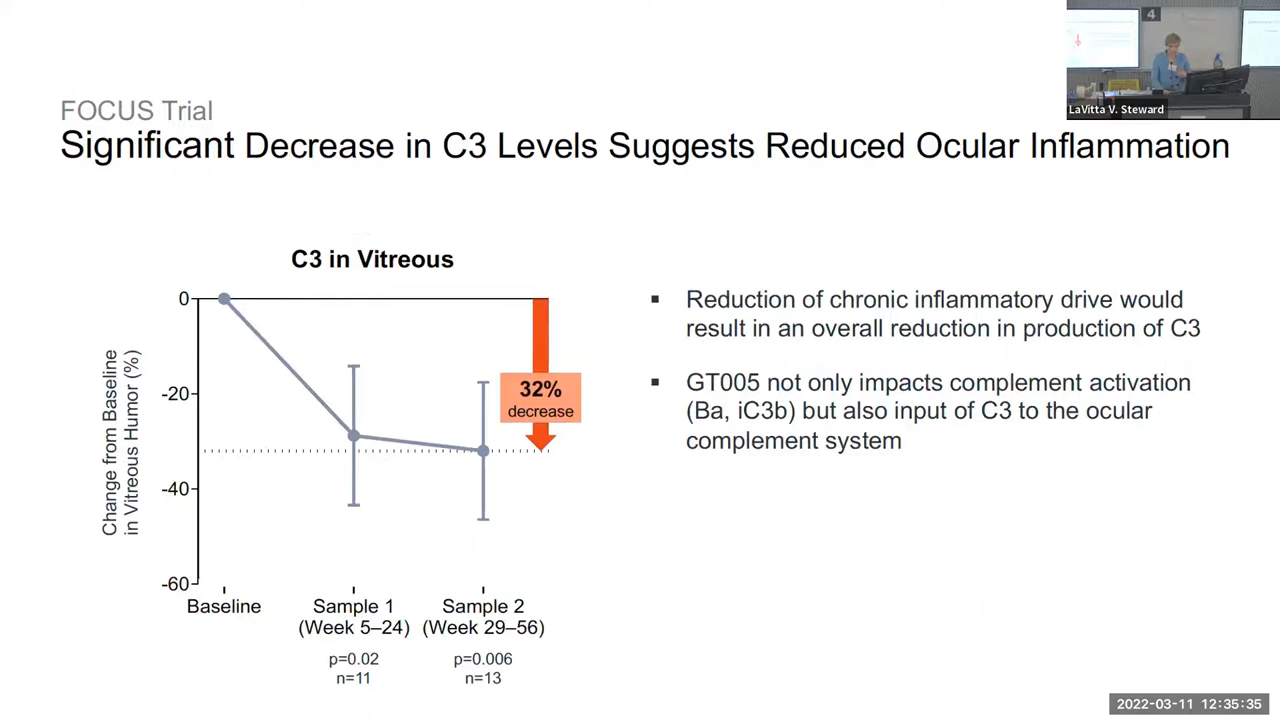 4
LaVitta V. Steward
FOCUS Trial
Significant Decrease in C3 Levels Suggests Reduced Ocular Inflammation
C3 in Vitreous
Change from Baseline
in Vitreous Humor (%)
0
-20
-40
-60
32%
decrease
Baseline
Sample 1
(Week 5–24)
p=0.02
n=11
Sample 2
(Week 29–56)
p=0.006
n=13
▪ Reduction of chronic inflammatory drive would
result in an overall reduction in production of C3
▪ GT005 not only impacts complement activation
(Ba, iC3b) but also input of C3 to the ocular
complement system
2022-03-11 12:35:35